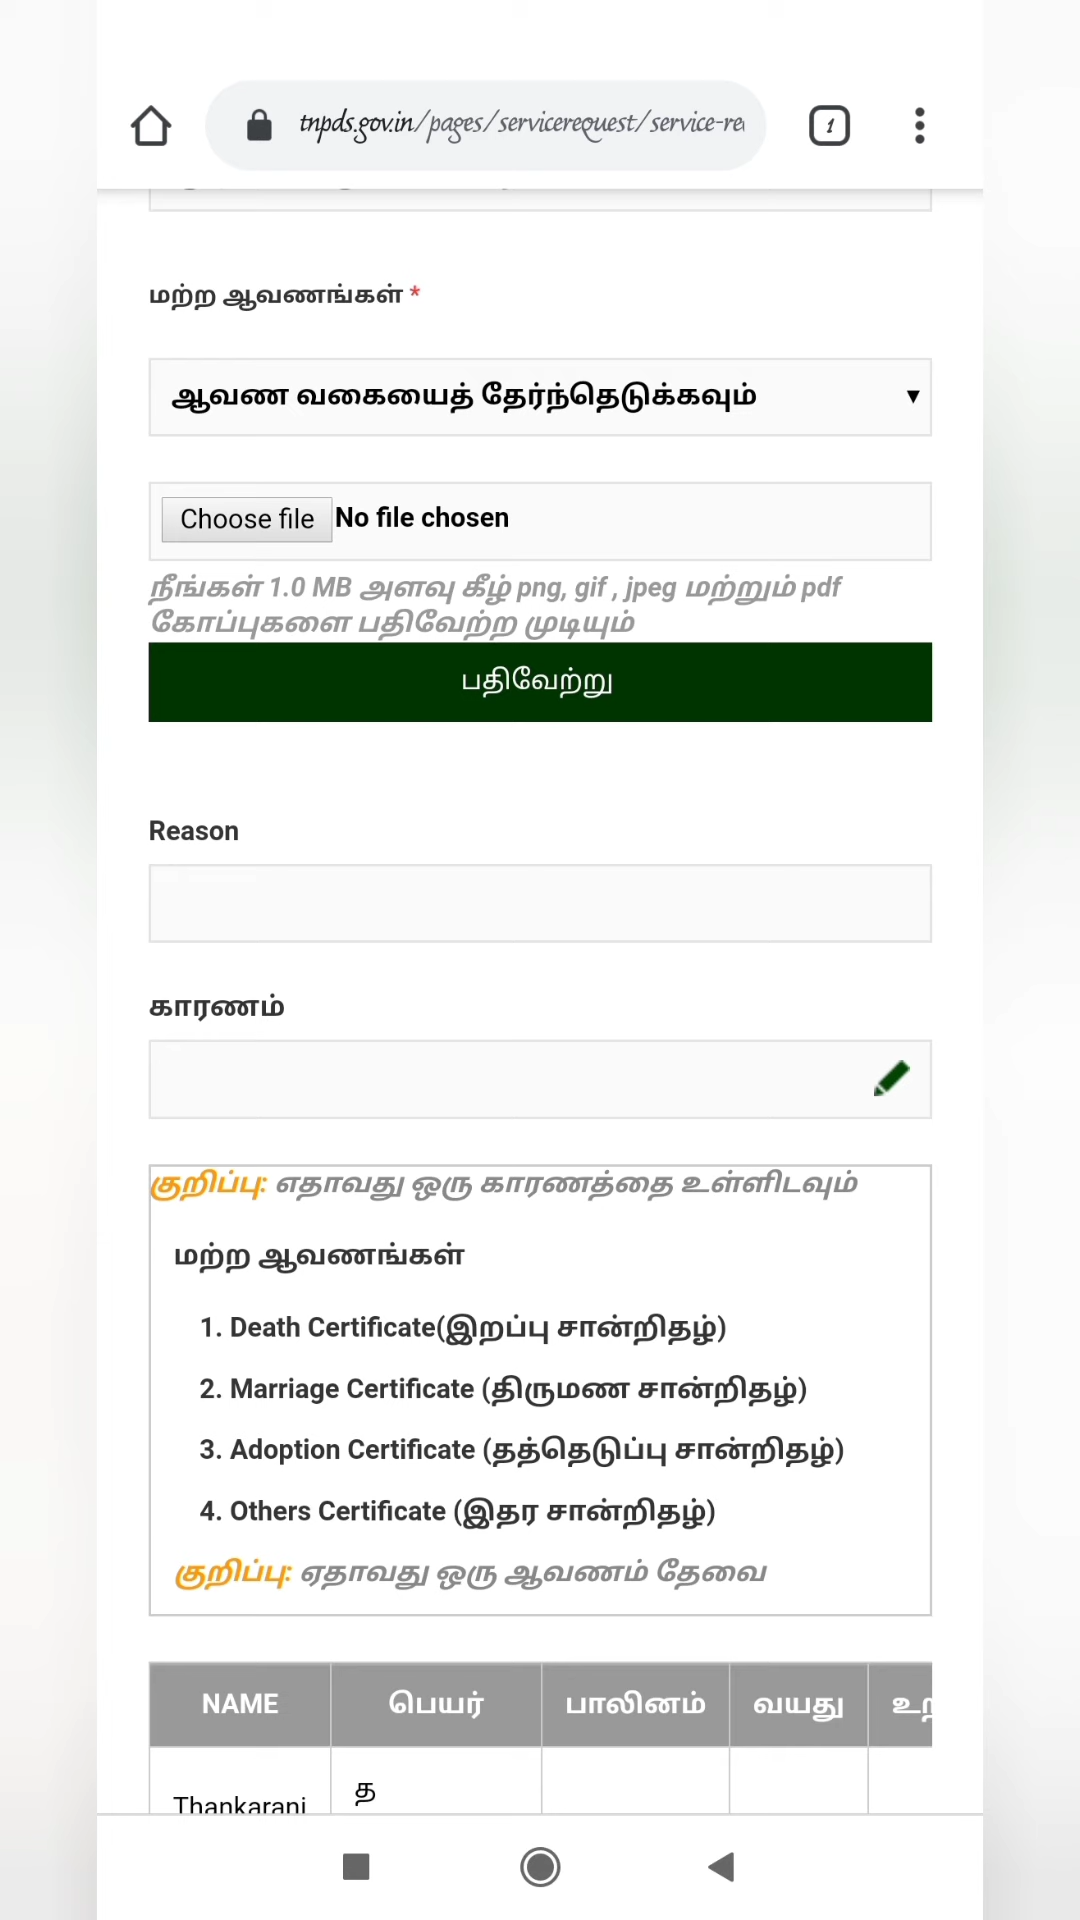 tnpds.gov.in/pages/servicerequest/service-re
1
மற்ற ஆவணங்கள் *
ஆவண வகையைத் தேர்ந்தெடுக்கவும்
Choose file No file chosen
நீங்கள் 1.0 MB அளவு கீழ் png, gif , jpeg மற்றும் pdf
கோப்புகளை பதிவேற்ற முடியும்
பதிவேற்று
Reason
காரணம்
குறிப்பு: எதாவது ஒரு காரணத்தை உள்ளிடவும்
மற்ற ஆவணங்கள்
1. Death Certificate(இறப்பு சான்றிதழ்)
2. Marriage Certificate (திருமண சான்றிதழ்)
3. Adoption Certificate (தத்தெடுப்பு சான்றிதழ்)
4. Others Certificate (இதர சான்றிதழ்)
குறிப்பு: ஏதாவது ஒரு ஆவணம் தேவை
NAME பெயர் பாலினம் வயது
Thankarani த